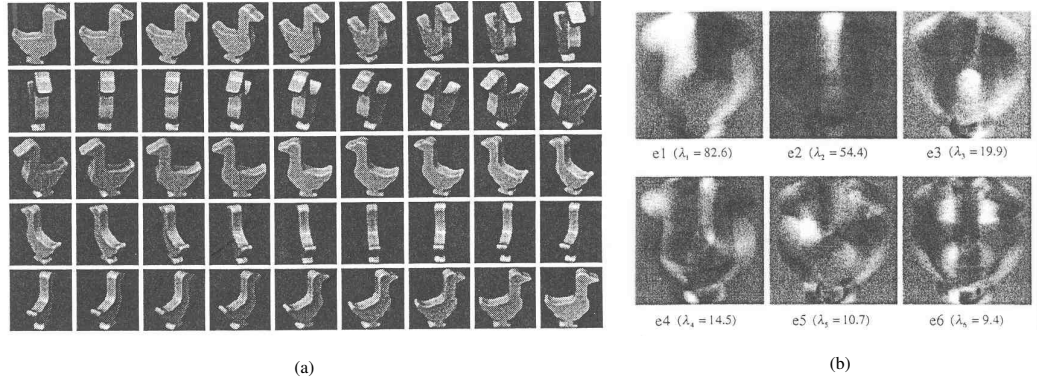 e1 (λ₁ = 82.6)
e2 (λ₂ = 54.4)
e3 (λ₃ = 19.9)
e4 (λ₄ = 14.5)
e5 (λ₅ = 10.7)
e6 (λ₆ = 9.4)
(a)
(b)